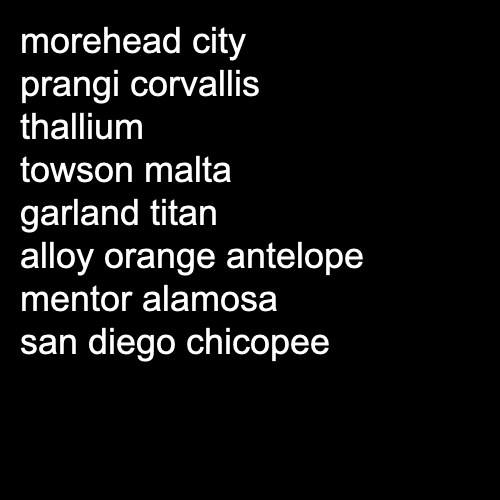 morehead city
prangi corvallis
thallium
towson malta
garland titan
alloy orange antelope
mentor alamosa
san diego chicopee